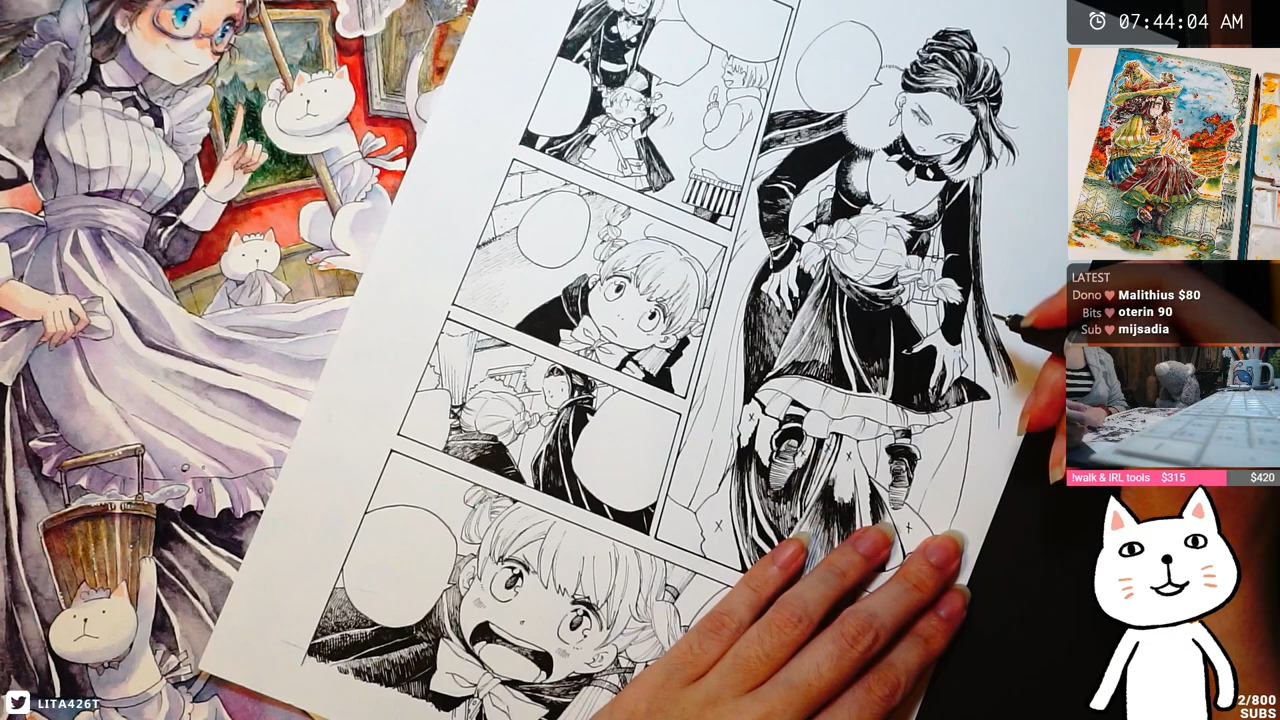 07:44:04 AM
LATEST
Dono ♥ Malithius $80
Bits ♥ oterin 90
Sub ♥ mijsadia
!walk & IRL tools $315 $420
2/800
SUBS
LITA426T